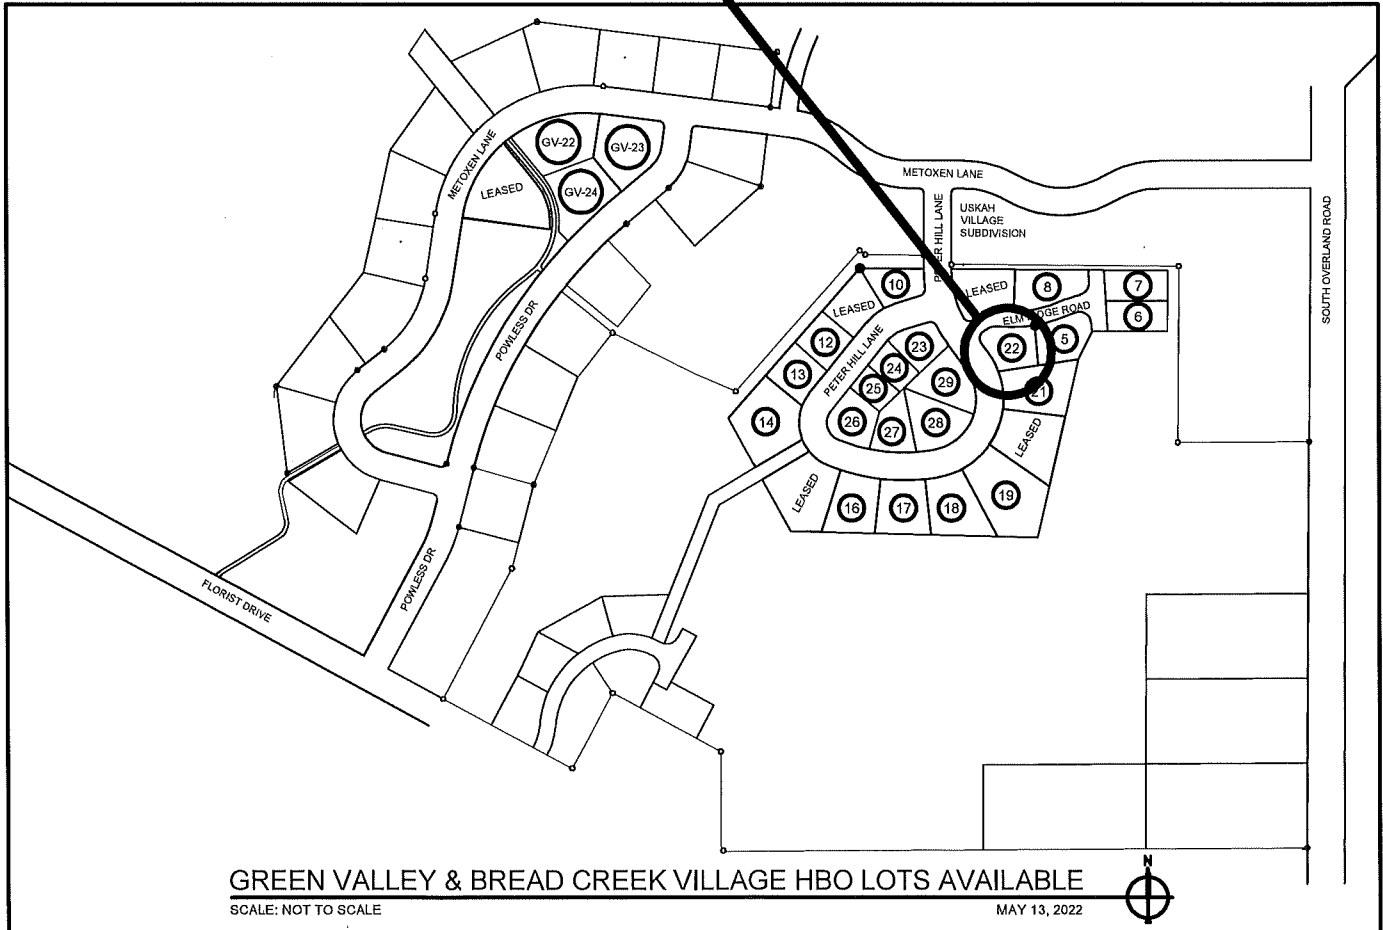 GV-22
GV-23
GV-24
LEASED
METOXEN LANE
METOXEN LANE
PETER HILL LANE
USKAH
VILLAGE
SUBDIVISION
SOUTH OVERLAND ROAD
10
LEASED
LEASED
8
7
6
5
ELM RIDGE ROAD
22
21
12
13
14
PETER HILL LANE
23
24
25
26
27
28
29
LEASED
LEASED
16
17
18
19
POWLESS DR
POWLESS DR
FLORIST DRIVE
GREEN VALLEY & BREAD CREEK VILLAGE HBO LOTS AVAILABLE
SCALE: NOT TO SCALE
MAY 13, 2022
N